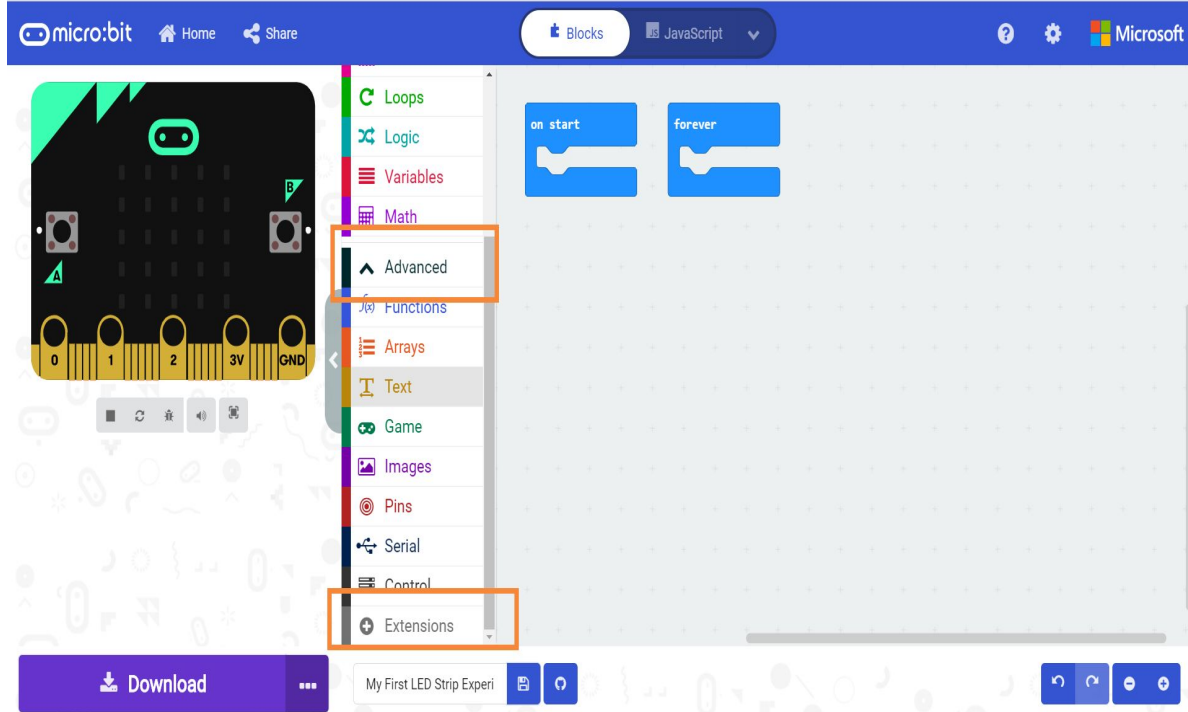 micro:bit Home Share Blocks JS JavaScript Microsoft
Loops
Logic
Variables
Math
Advanced
f(x) Functions
Arrays
Text
Game
Images
Pins
Serial
Control
Extensions
on start
forever
B
A
0 1 2 3V GND
Download
My First LED Strip Experi